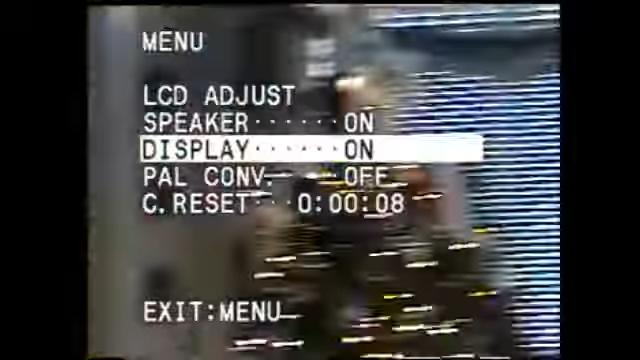 MENU
LCD ADJUST
SPEAKER······ON
DISPLAY······ON
PAL CONV.····OFF
C.RESET···0:00:08
EXIT:MENU